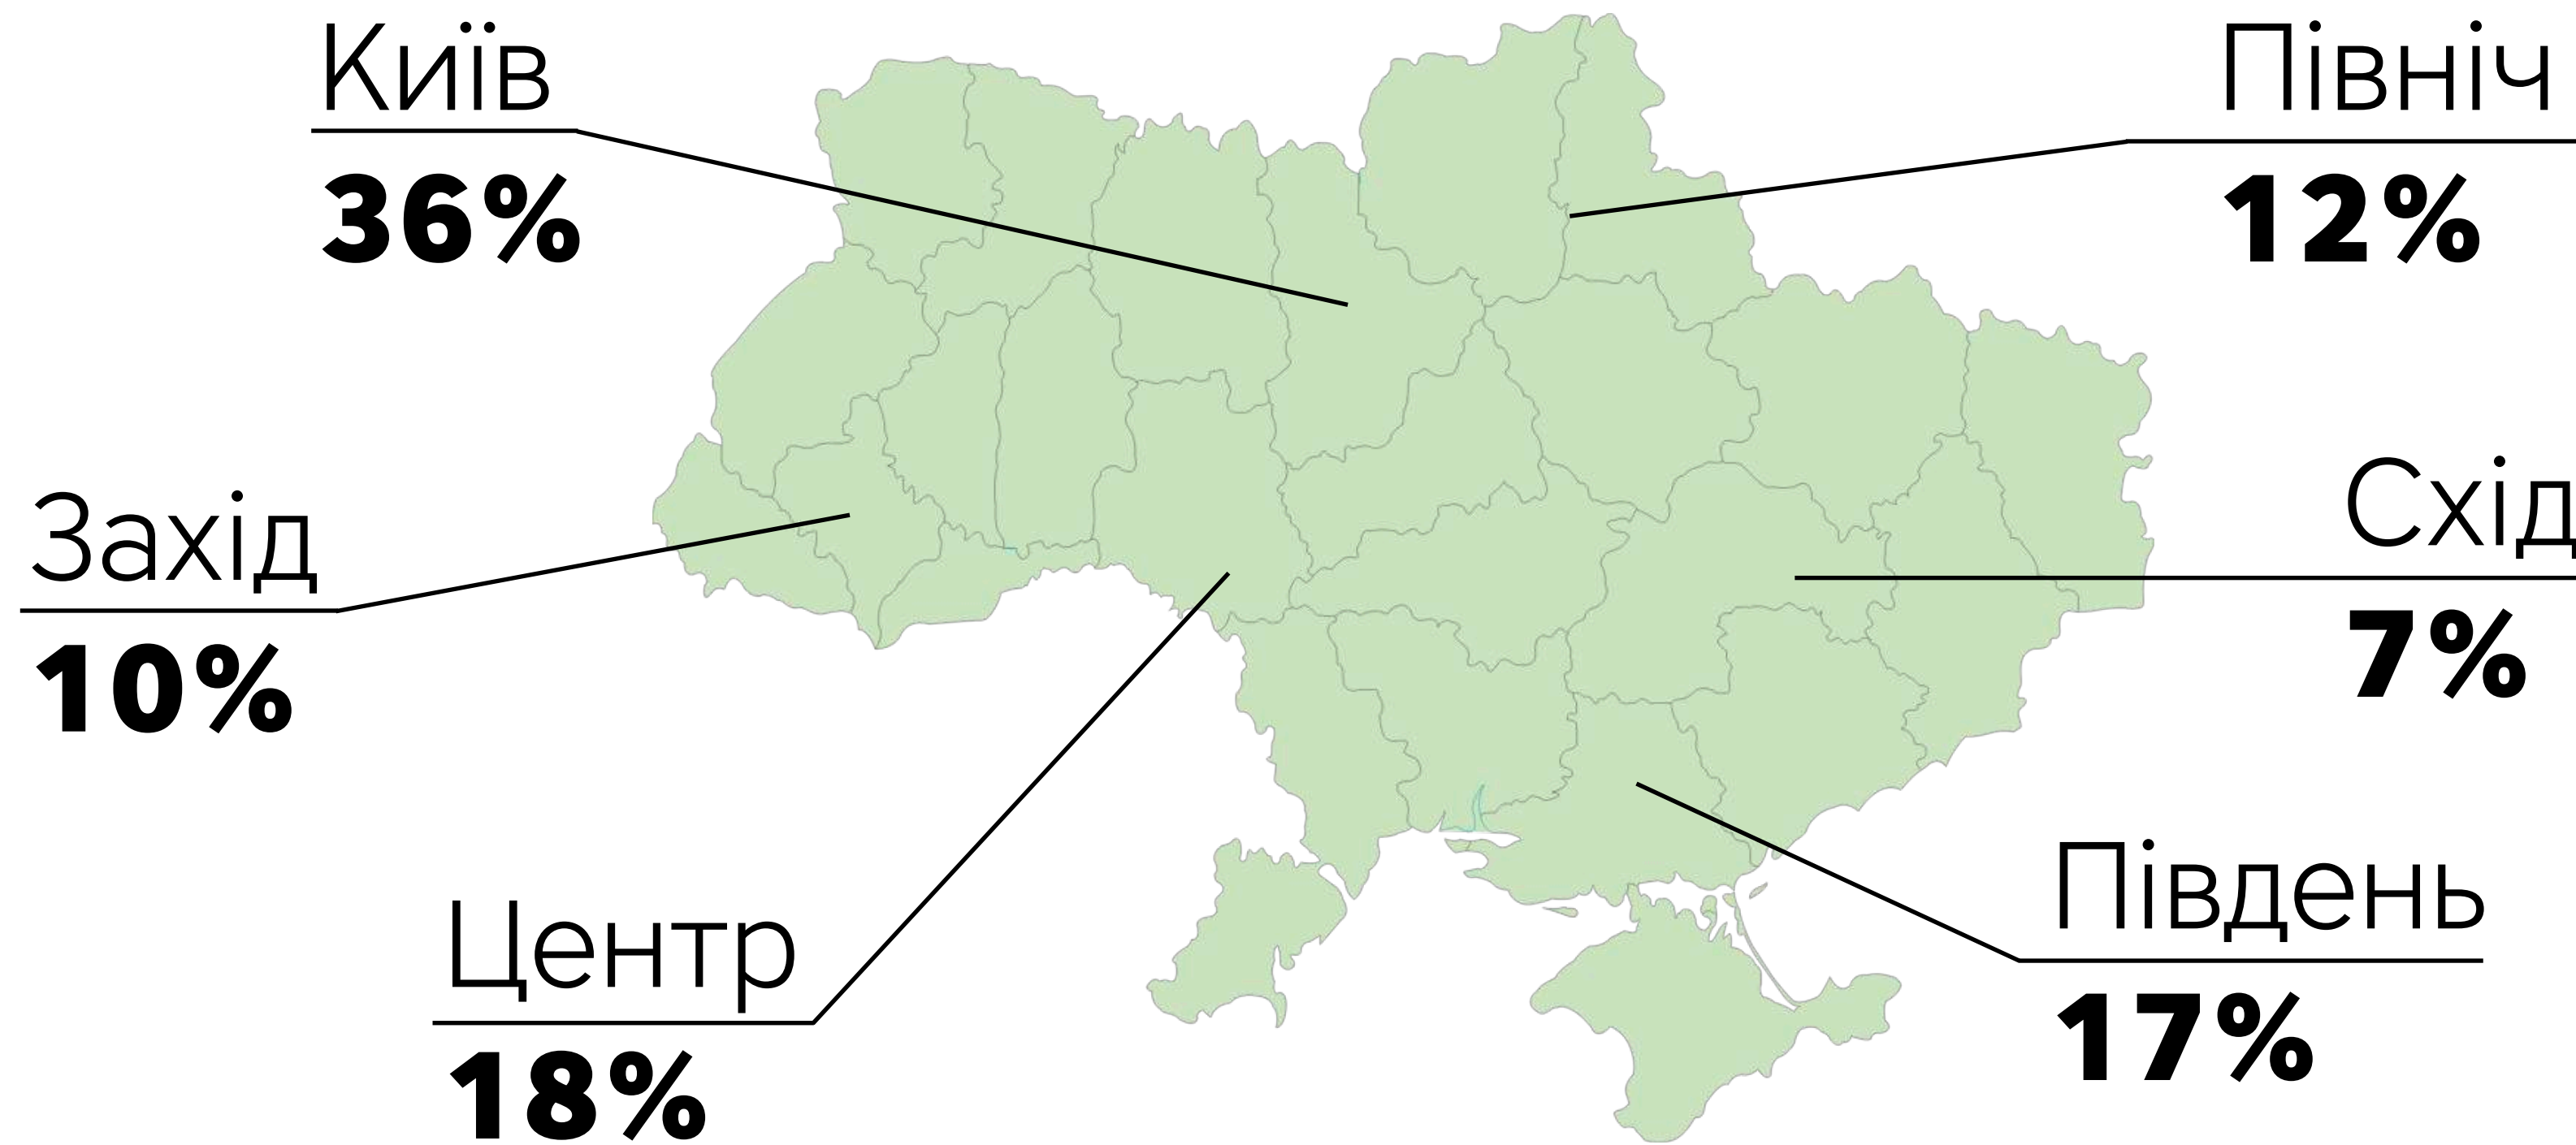 Київ
36%
Північ
12%
Захід
10%
Схід
7%
Центр
18%
Південь
17%